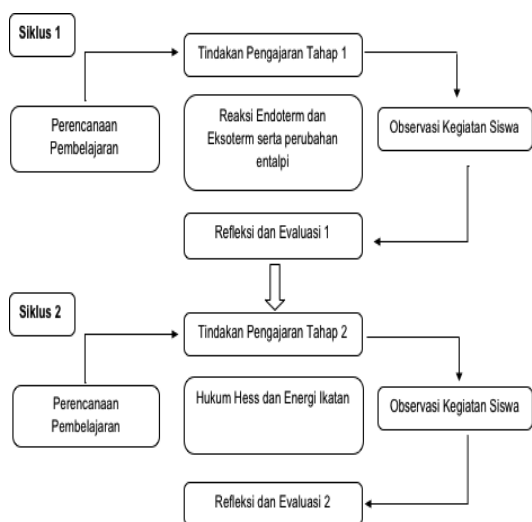 Siklus 1
Tindakan Pengajaran Tahap 1
Perencanaan
Pembelajaran
Reaksi Endoterm dan
Eksoterm serta perubahan
entalpi
Observasi Kegiatan Siswa
Refleksi dan Evaluasi 1
Siklus 2
Tindakan Pengajaran Tahap 2
Perencanaan
Pembelajaran
Hukum Hess dan Energi Ikatan
Observasi Kegiatan Siswa
Refleksi dan Evaluasi 2